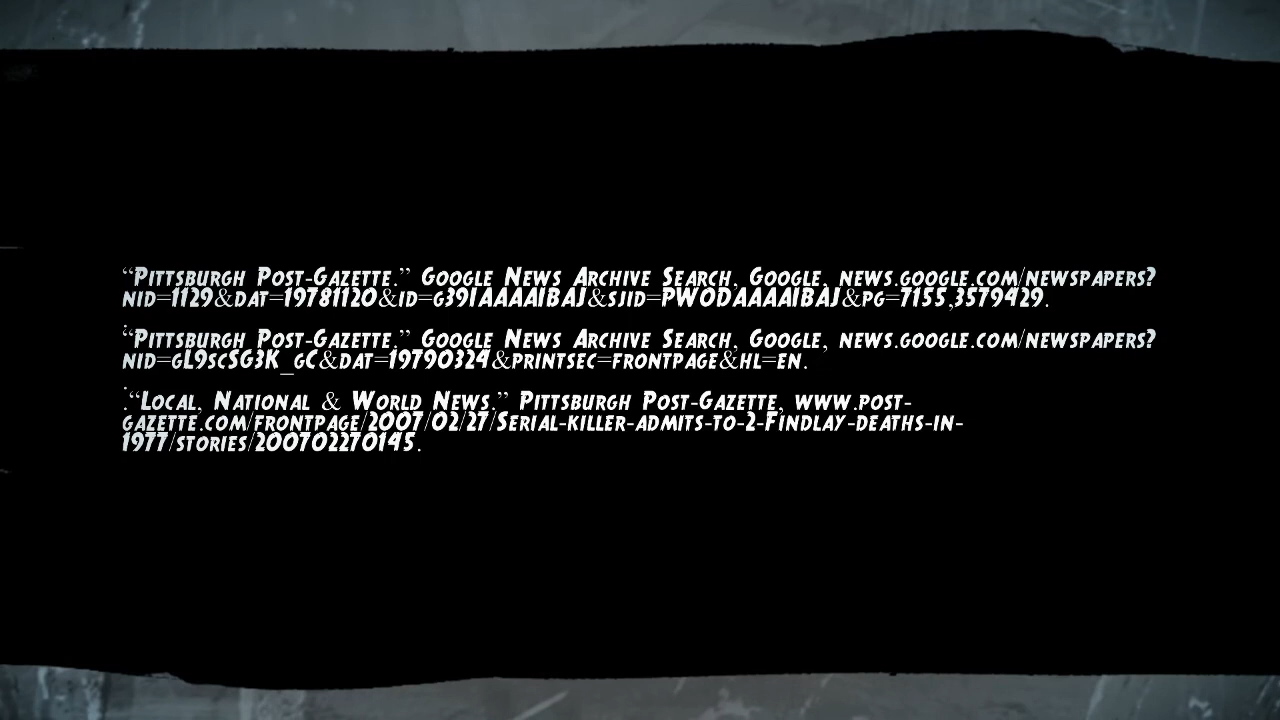 “Pittsburgh Post-Gazette.” Google News Archive Search, Google, news.google.com/newspapers?
nid=1129&dat=19781120&id=g39IAAAAIBAJ&sjid=PW0DAAAAIBAJ&pg=7155,3579429.
“Pittsburgh Post-Gazette.” Google News Archive Search, Google, news.google.com/newspapers?
nid=gL9scSG3K_gC&dat=19790324&printsec=frontpage&hl=en.
.“Local, National & World News.” Pittsburgh Post-Gazette, www.post-
gazette.com/frontpage/2007/02/27/Serial-killer-admits-to-2-Findlay-deaths-in-
1977/stories/200702270145.